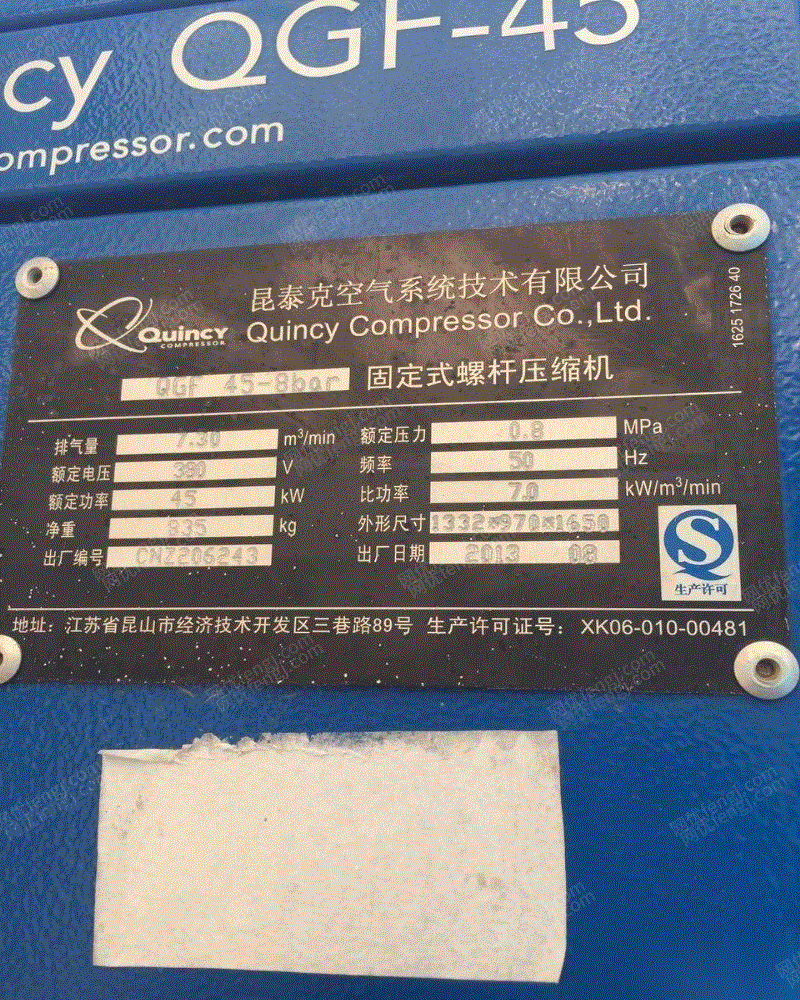 cy QGF-45
ompressor.com
昆泰克空气系统技术有限公司
Quincy COMPRESSOR
Quincy Compressor Co.,Ltd.
1625 1726 40
QGF 45-8bar 固定式螺杆压缩机
排气量 7.30 m³/min 额定压力 0.8 MPa
额定电压 380 V 频率 50 Hz
额定功率 45 kW 比功率 7.0 kW/m³/min
净重 835 kg 外形尺寸 1332*970*1650
出厂编号 CNZ206243 出厂日期 2013 08
生产许可
地址：江苏省昆山市经济技术开发区三巷路89号 生产许可证号：XK06-010-00481